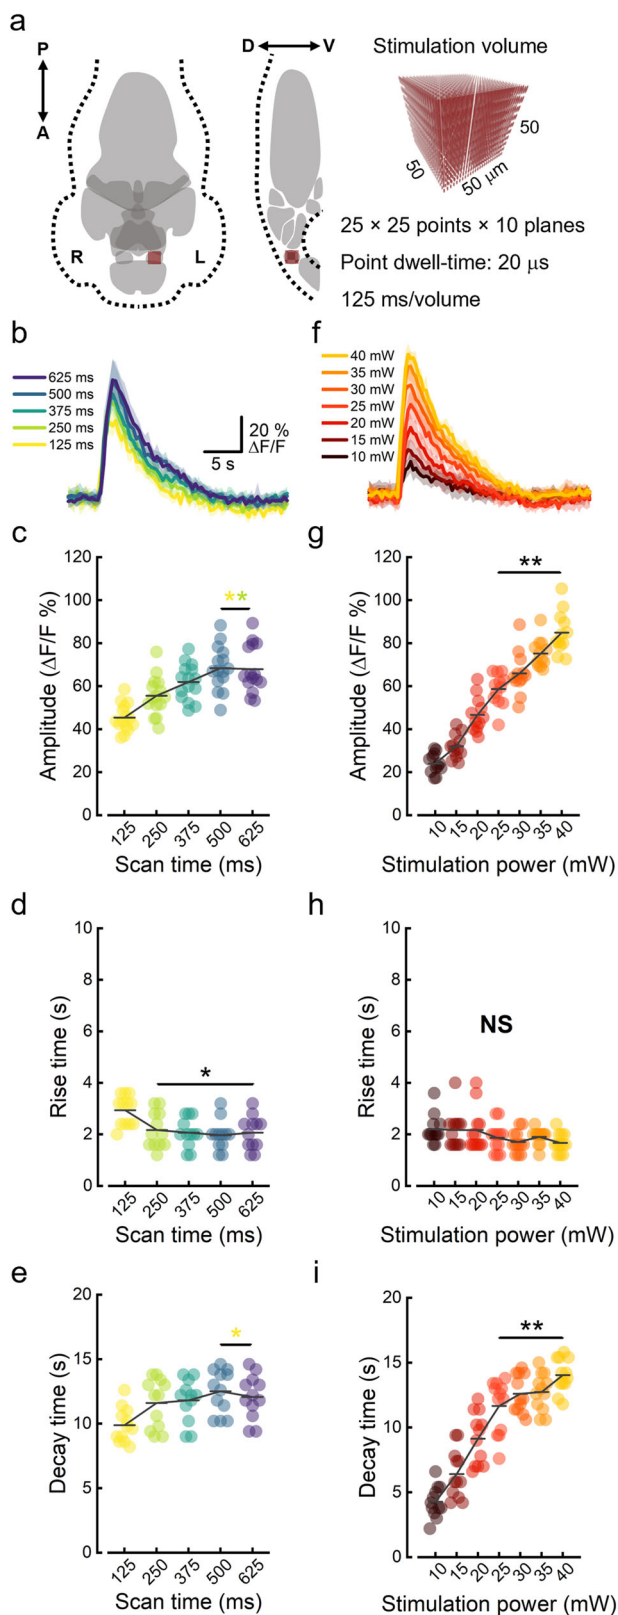 a
P
A
R
L
D
V
Stimulation volume
50
50
50 μm
25 × 25 points × 10 planes
Point dwell-time: 20 μs
125 ms/volume
b
625 ms
500 ms
375 ms
250 ms
125 ms
20 %
ΔF/F
5 s
f
40 mW
35 mW
30 mW
25 mW
20 mW
15 mW
10 mW
c
Amplitude (ΔF/F %)
120
100
80
60
40
20
0
**
125
250
375
500
625
Scan time (ms)
g
Amplitude (ΔF/F %)
120
100
80
60
40
20
0
**
10
15
20
25
30
35
40
Stimulation power (mW)
d
Rise time (s)
10
8
6
4
2
0
*
125
250
375
500
625
Scan time (ms)
h
Rise time (s)
10
8
6
4
2
0
NS
10
15
20
25
30
35
40
Stimulation power (mW)
e
Decay time (s)
20
15
10
5
0
*
125
250
375
500
625
Scan time (ms)
i
Decay time (s)
20
15
10
5
0
**
10
15
20
25
30
35
40
Stimulation power (mW)